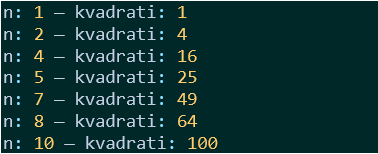 n: 1 — kvadrati: 1
n: 2 — kvadrati: 4
n: 4 — kvadrati: 16
n: 5 — kvadrati: 25
n: 7 — kvadrati: 49
n: 8 — kvadrati: 64
n: 10 — kvadrati: 100